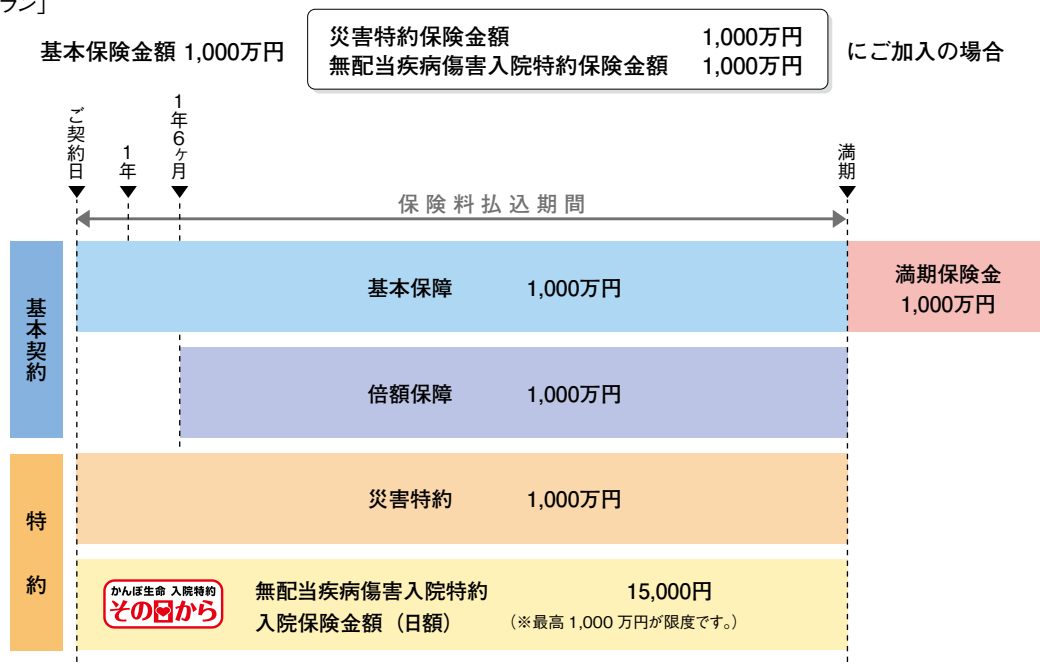 ラン」
基本保険金額 1,000万円
災害特約保険金額 1,000万円
無配当疾病傷害入院特約保険金額 1,000万円
にご加入の場合
ご契約日
1年
1年6ヶ月
満期
保険料払込期間
基本契約
基本保障 1,000万円
満期保険金
1,000万円
倍額保障 1,000万円
特約
災害特約 1,000万円
かんぽ生命 入院特約
その日から
無配当疾病傷害入院特約 15,000円
入院保険金額（日額） （※最高 1,000 万円が限度です。）